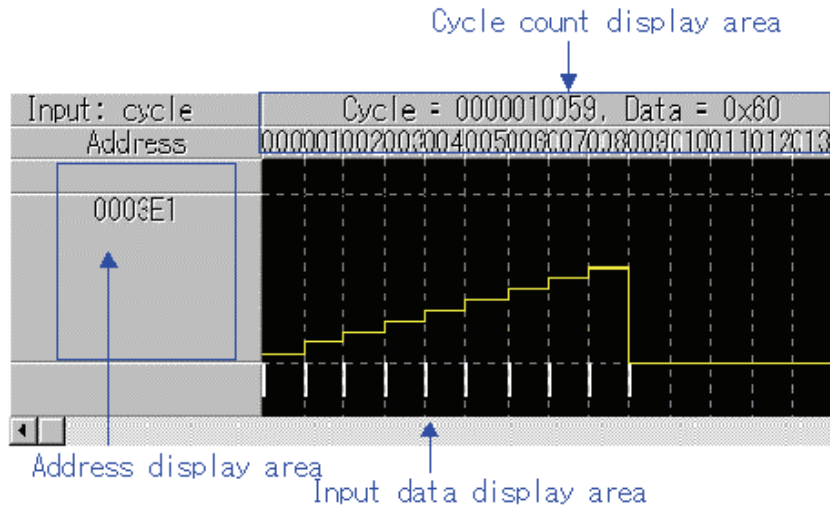 Cycle count display area
Input: cycle
Cycle = 0000010059, Data = 0x60
Address
0003E1
Address display area
Input data display area